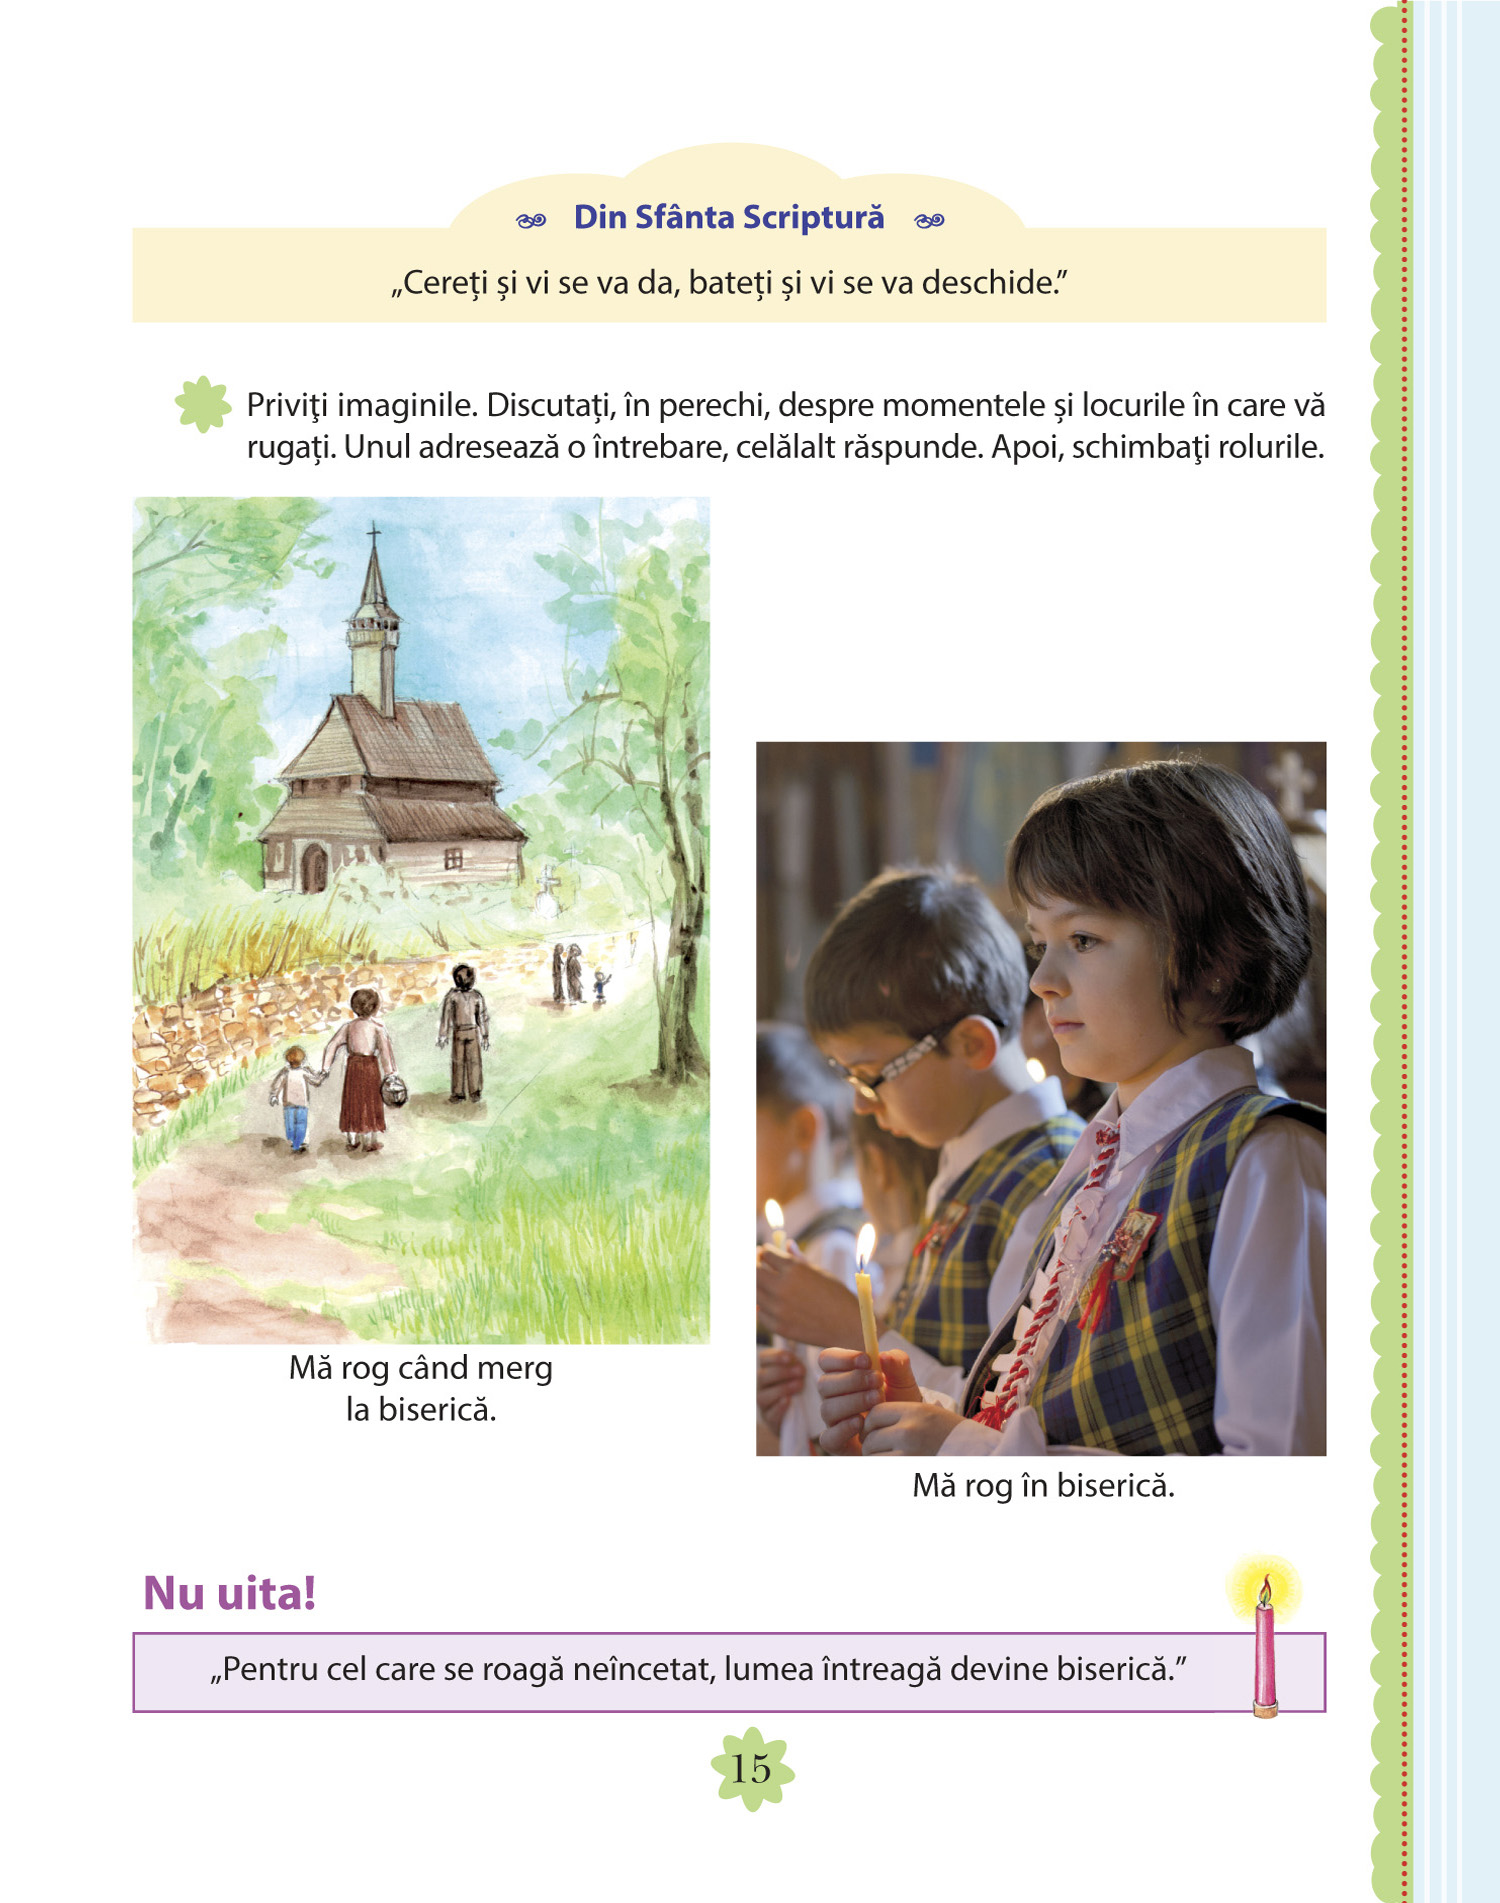 Din Sfânta Scriptură
„Cereți și vi se va da, bateți și vi se va deschide.”
Priviţi imaginile. Discutați, în perechi, despre momentele și locurile în care vă
rugați. Unul adresează o întrebare, celălalt răspunde. Apoi, schimbaţi rolurile.
Mă rog când merg
la biserică.
Mă rog în biserică.
Nu uita!
„Pentru cel care se roagă neîncetat, lumea întreagă devine biserică.”
15